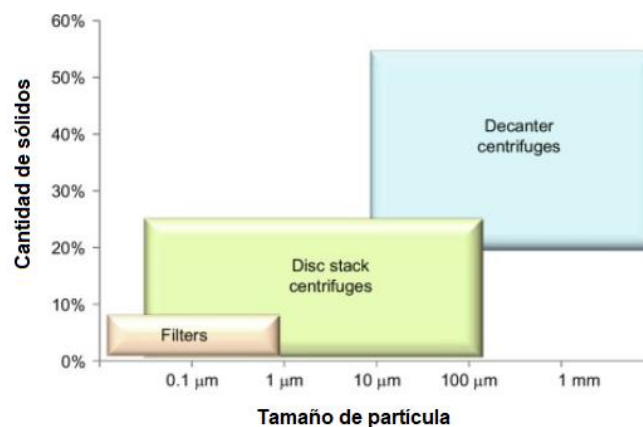 Cantidad de sólidos
60%
50%
40%
30%
20%
10%
0%
Decanter
centrifuges
Disc stack
centrifuges
Filters
0.1 μm
1 μm
10 μm
100 μm
1 mm
Tamaño de partícula